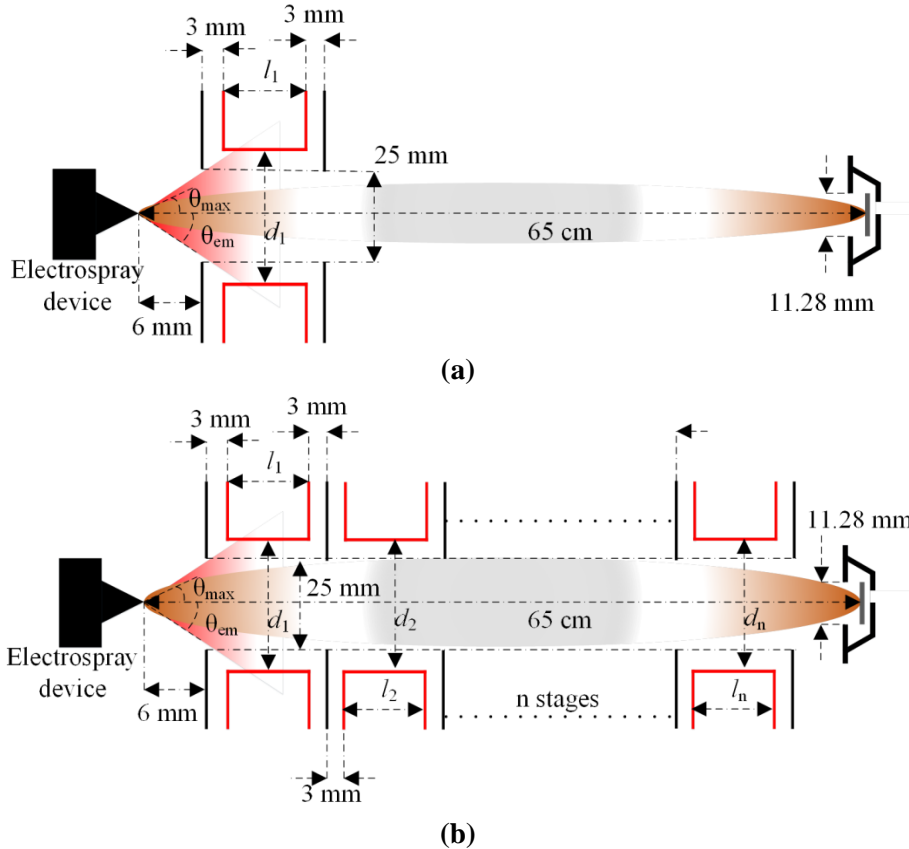 3 mm
3 mm
l1
25 mm
θmax
θem
d1
65 cm
Electrospray
device
6 mm
11.28 mm
(a)
3 mm
3 mm
l1
11.28 mm
θmax
25 mm
θem
d1
d2
65 cm
dn
Electrospray
device
6 mm
l2
n stages
ln
3 mm
(b)